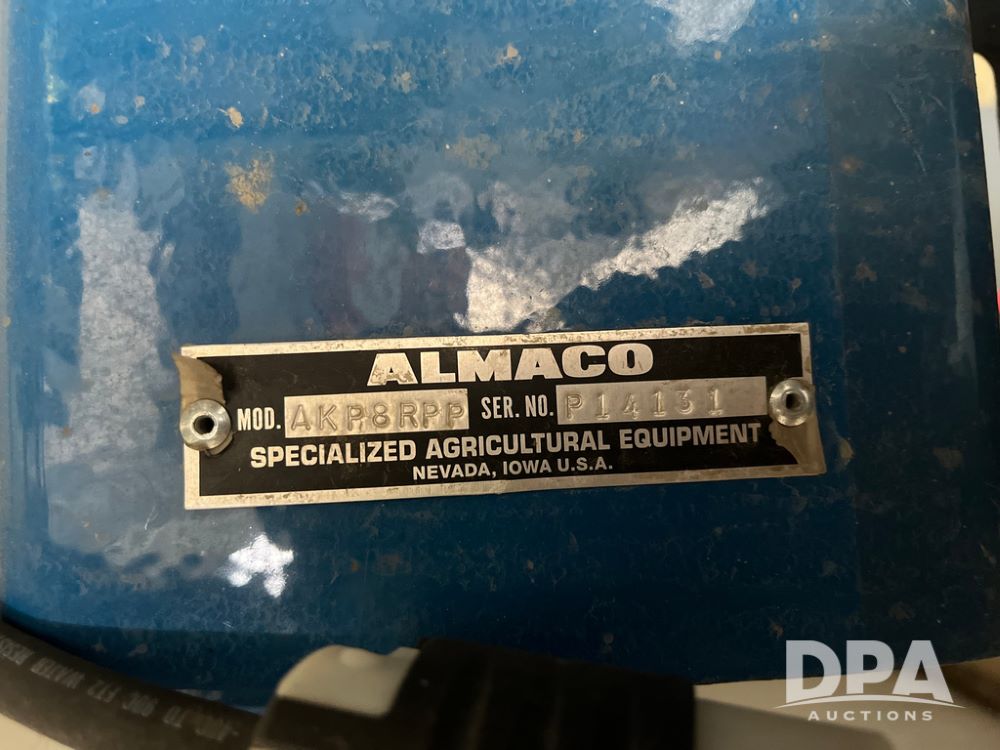 ALMACO
MOD. AKP8RPP SER. NO. P14131
SPECIALIZED AGRICULTURAL EQUIPMENT
NEVADA, IOWA U.S.A.
DPA
AUCTIONS